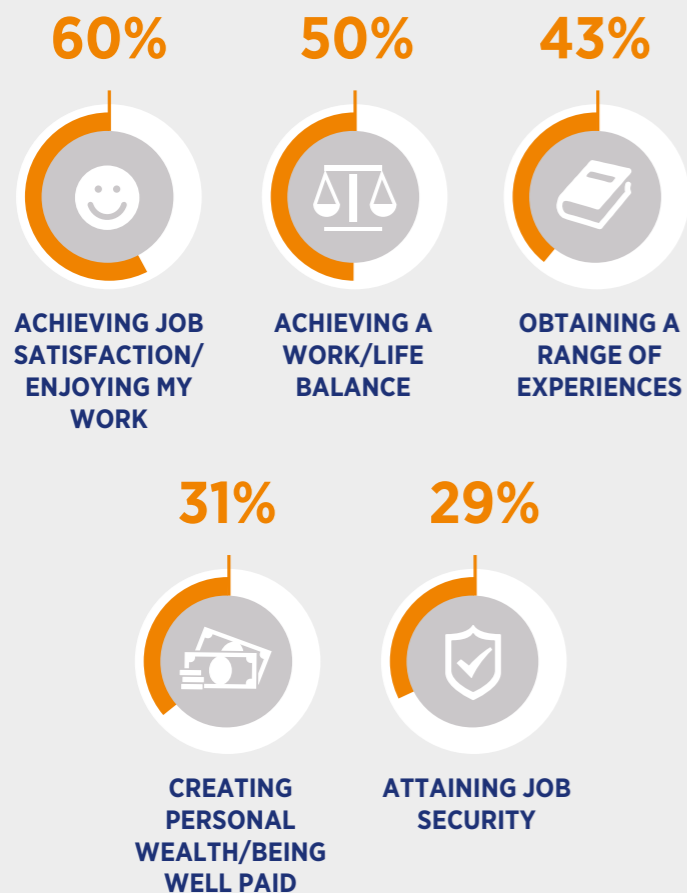 60%
50%
43%
ACHIEVING JOB
SATISFACTION/
ENJOYING MY
WORK
ACHIEVING A
WORK/LIFE
BALANCE
OBTAINING A
RANGE OF
EXPERIENCES
31%
29%
CREATING
PERSONAL
WEALTH/BEING
WELL PAID
ATTAINING JOB
SECURITY